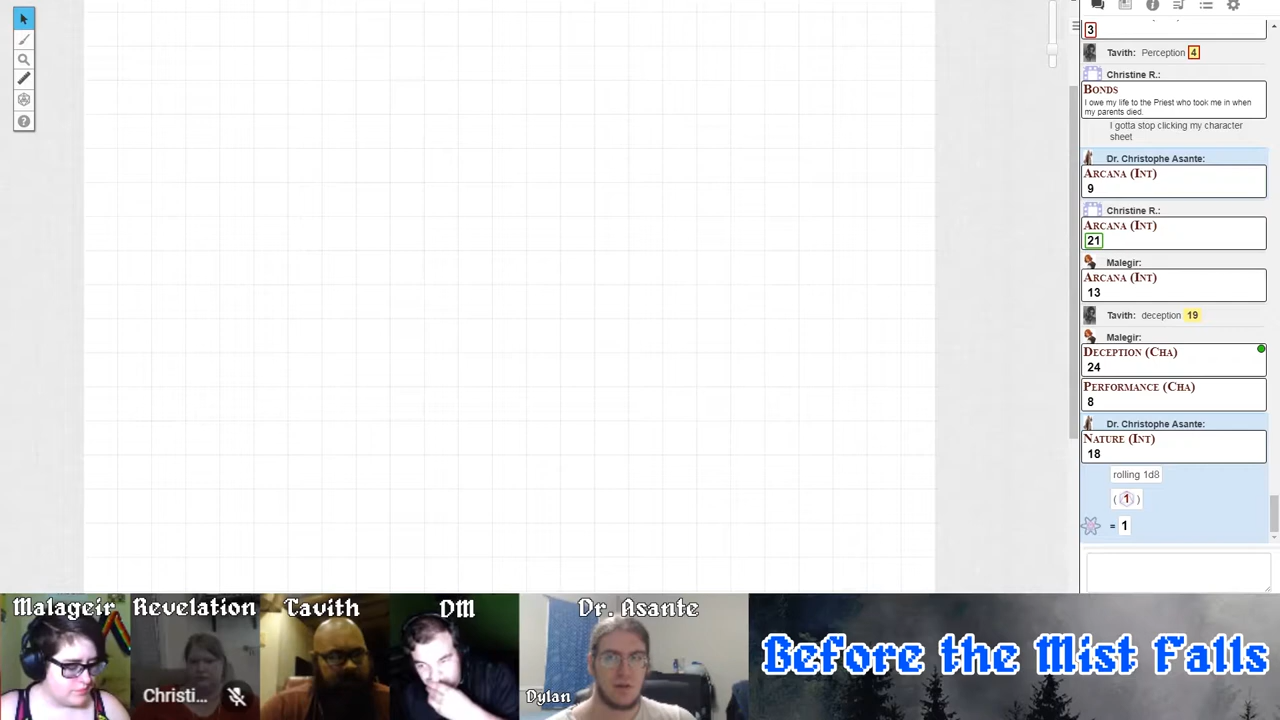 3
Tavith: Perception 4
Christine R.:
Bonds
I owe my life to the Priest who took me in when
my parents died.
I gotta stop clicking my character
sheet
Dr. Christophe Asante:
Arcana (Int)
9
Christine R.:
Arcana (Int)
21
Malegir:
Arcana (Int)
13
Tavith: deception 19
Malegir:
Deception (Cha)
24
Performance (Cha)
8
Dr. Christophe Asante:
Nature (Int)
18
rolling 1d8
(1)
= 1
Malageir
Revelation
Tavith
DM
Dr. Asante
Christi...
Dylan
Before the Mist Falls